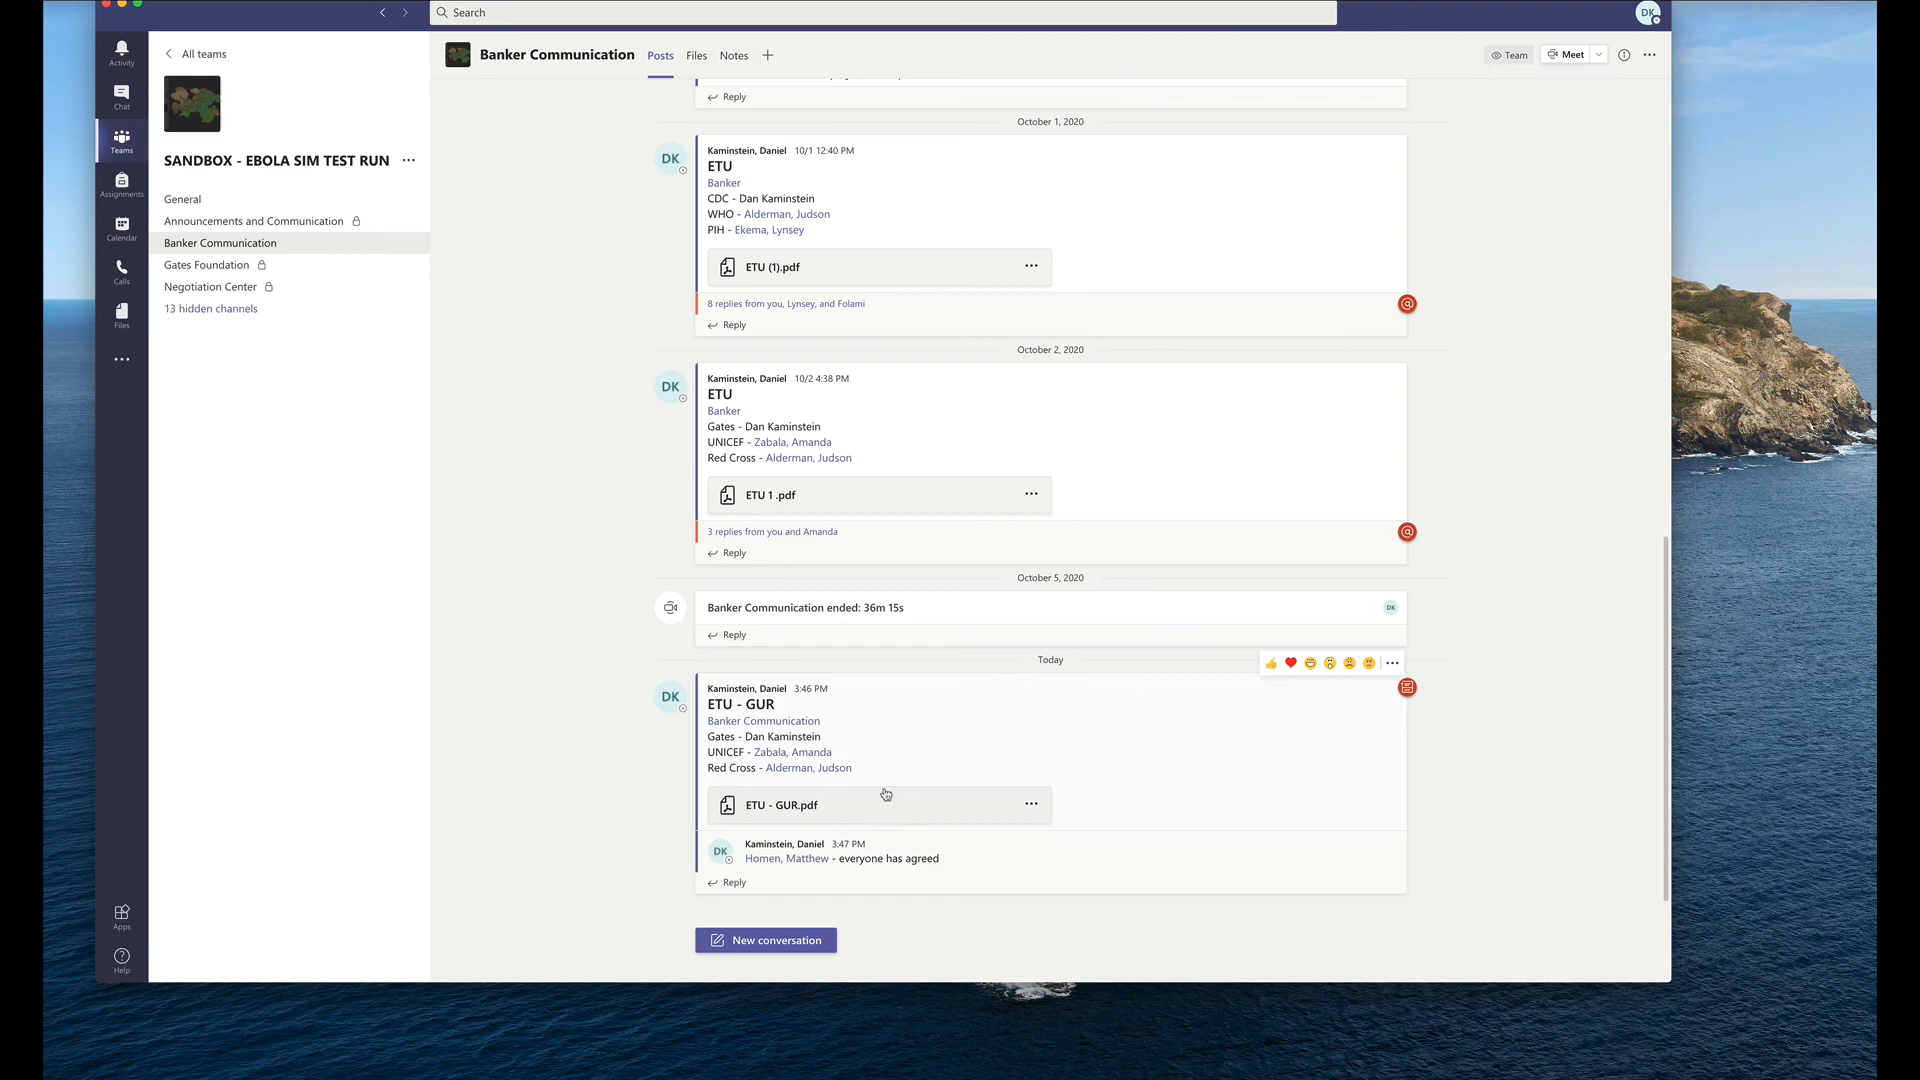 Search
DK
Activity
Chat
Teams
Assignments
Calendar
Calls
Files
Apps
Help
All teams
SANDBOX - EBOLA SIM TEST RUN
General
Announcements and Communication
Banker Communication
Gates Foundation
Negotiation Center
13 hidden channels
Banker Communication
Posts
Files
Notes
Team
Meet
Reply
October 1, 2020
DK
Kaminstein, Daniel 10/1 12:40 PM
ETU
Banker
CDC - Dan Kaminstein
WHO - Alderman, Judson
PIH - Ekema, Lynsey
ETU (1).pdf
8 replies from you, Lynsey, and Folami
Reply
October 2, 2020
DK
Kaminstein, Daniel 10/2 4:38 PM
ETU
Banker
Gates - Dan Kaminstein
UNICEF - Zabala, Amanda
Red Cross - Alderman, Judson
ETU 1 .pdf
3 replies from you and Amanda
Reply
October 5, 2020
Banker Communication ended: 36m 15s
DK
Reply
Today
DK
Kaminstein, Daniel 3:46 PM
ETU - GUR
Banker Communication
Gates - Dan Kaminstein
UNICEF - Zabala, Amanda
Red Cross - Alderman, Judson
ETU - GUR.pdf
DK
Kaminstein, Daniel 3:47 PM
Homen, Matthew - everyone has agreed
Reply
New conversation